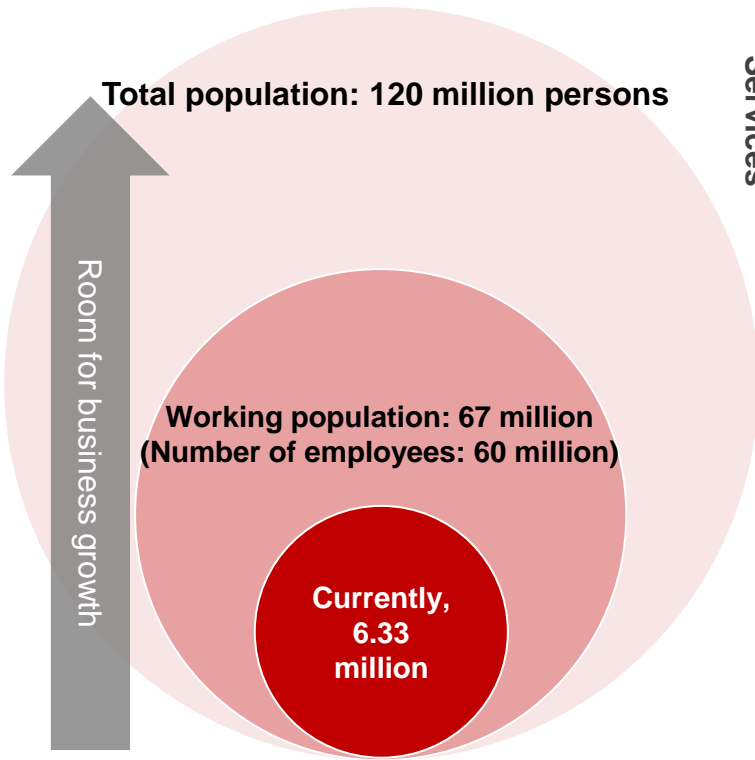 Total population: 120 million persons
Services
Room for business growth
Working population: 67 million
(Number of employees: 60 million)
Currently,
6.33
million